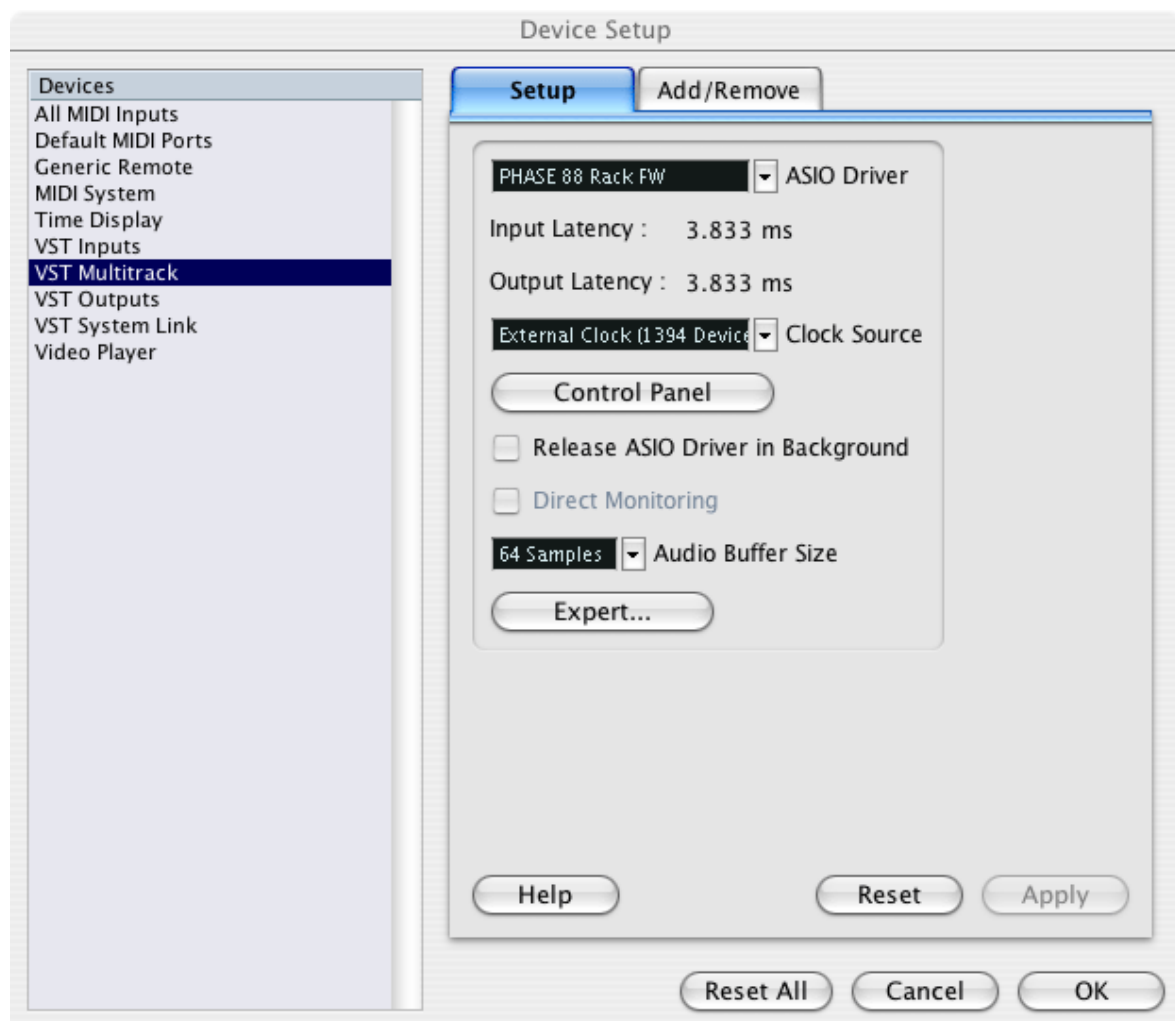 Device Setup
Devices
All MIDI Inputs
Default MIDI Ports
Generic Remote
MIDI System
Time Display
VST Inputs
VST Multitrack
VST Outputs
VST System Link
Video Player
Setup
Add/Remove
PHASE 88 Rack FW ASIO Driver
Input Latency : 3.833 ms
Output Latency : 3.833 ms
External Clock (1394 Device Clock Source
Control Panel
Release ASIO Driver in Background
Direct Monitoring
64 Samples Audio Buffer Size
Expert...
Help Reset Apply
Reset All Cancel OK